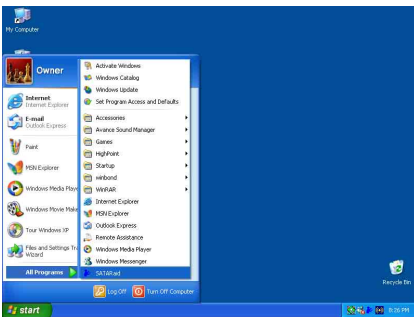 My Computer
Owner
Internet
Internet Explorer
E-mail
Outlook Express
Paint
MSN Explorer
Windows Media Playe
Windows Movie Make
Tour Windows XP
Files and Settings Tra
Wizard
All Programs
Activate Windows
Windows Catalog
Windows Update
Set Program Access and Defaults
Accessories
Avance Sound Manager
Games
HighPoint
Startup
winbond
WinRAR
Internet Explorer
MSN Explorer
Outlook Express
Remote Assistance
Windows Media Player
Windows Messenger
SATARaid
Log Off
Turn Off Computer
Recycle Bin
start
8:26 PM